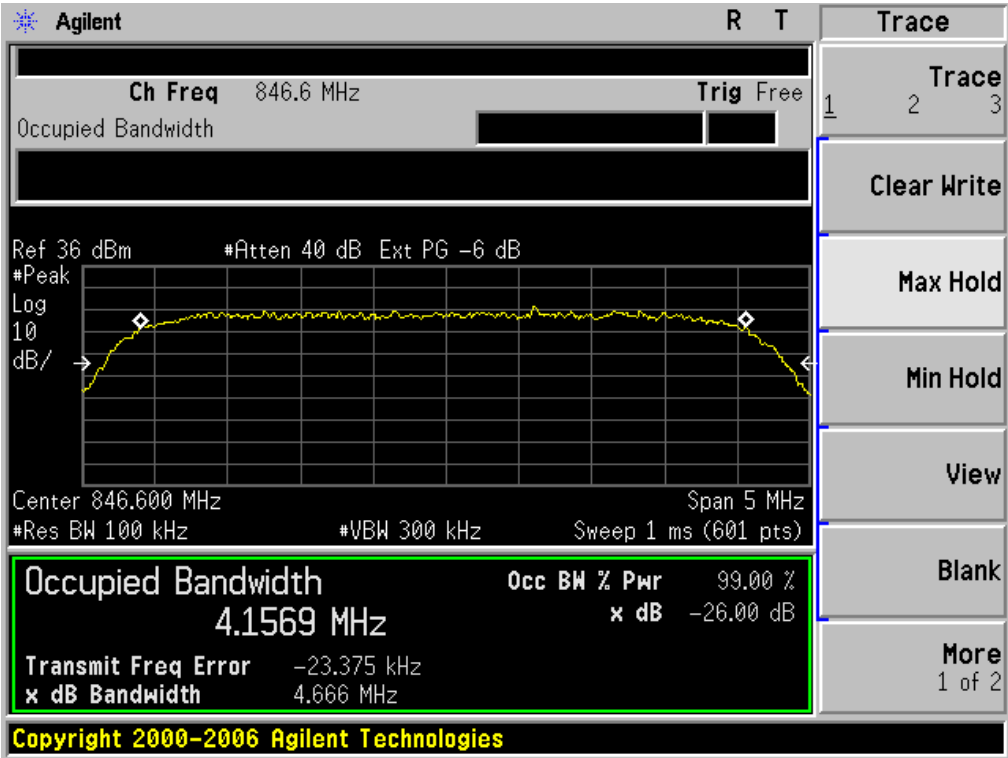 Agilent R T
Trace
Ch Freq 846.6 MHz Trig Free
Occupied Bandwidth
Ref 36 dBm #Atten 40 dB Ext PG −6 dB
#Peak
Log
10
dB/
Center 846.600 MHz Span 5 MHz
#Res BW 100 kHz #VBW 300 kHz Sweep 1 ms (601 pts)
Occupied Bandwidth
4.1569 MHz
Occ BW % Pwr 99.00 %
x dB −26.00 dB
Transmit Freq Error −23.375 kHz
x dB Bandwidth 4.666 MHz
Copyright 2000−2006 Agilent Technologies
Trace
1 2 3
Clear Write
Max Hold
Min Hold
View
Blank
More
1 of 2